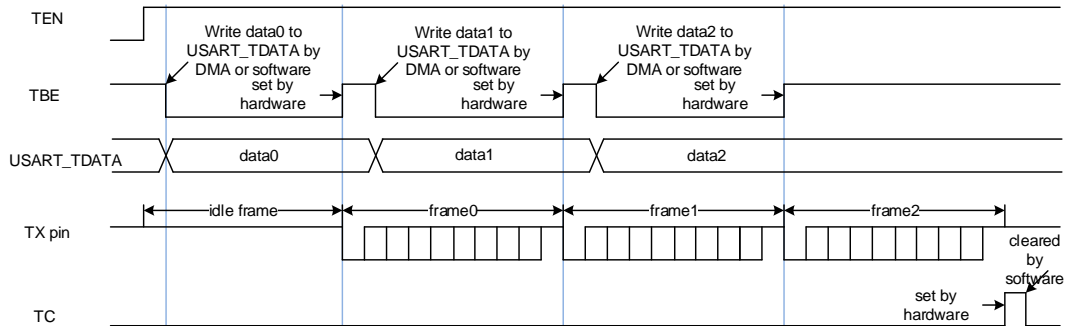 TEN
Write data0 to
USART_TDATA by
DMA or software
Write data1 to
USART_TDATA by
DMA or software
Write data2 to
USART_TDATA by
DMA or software
TBE
set by
hardware
set by
hardware
set by
hardware
USART_TDATA
data0
data1
data2
idle frame
frame0
frame1
frame2
TX pin
cleared
by
software
set by
hardware
TC